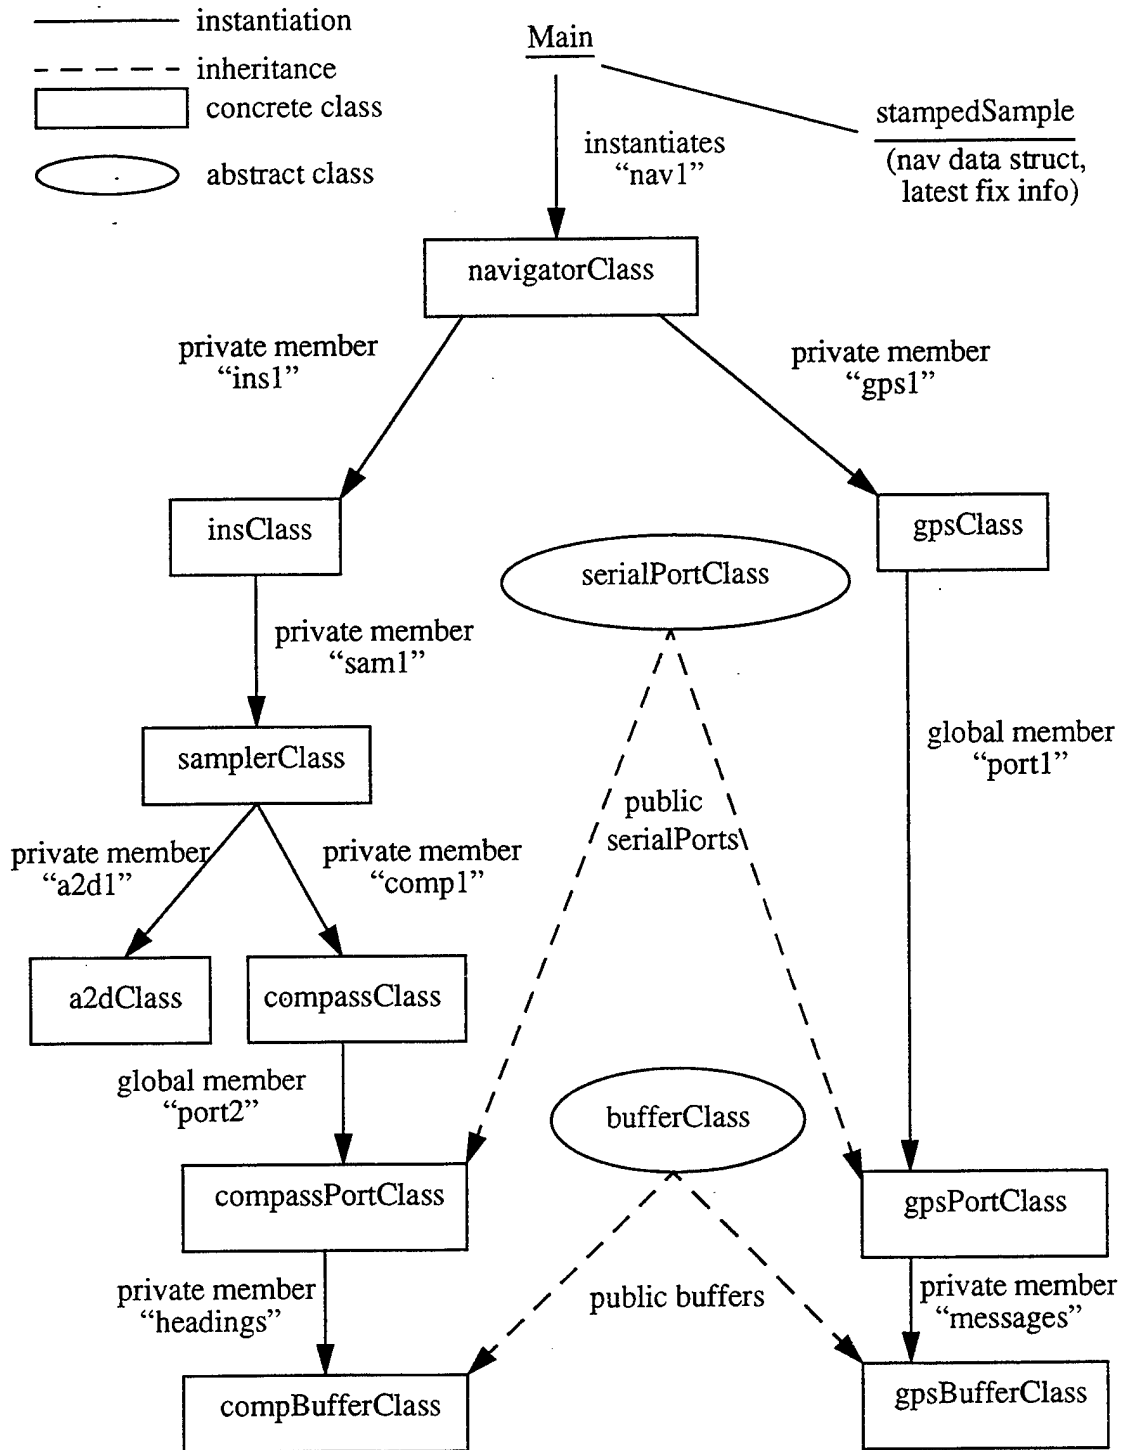 instantiation
inheritance
concrete class
abstract class
Main
stampedSample
(nav data struct,
latest fix info)
instantiates
“nav1”
navigatorClass
private member
“ins1”
private member
“gps1”
insClass
gpsClass
serialPortClass
private member
“sam1”
samplerClass
global member
“port1”
public
serialPorts
private member
“a2d1”
private member
“comp1”
a2dClass
compassClass
global member
“port2”
bufferClass
compassPortClass
gpsPortClass
private member
“headings”
public buffers
private member
“messages”
compBufferClass
gpsBufferClass